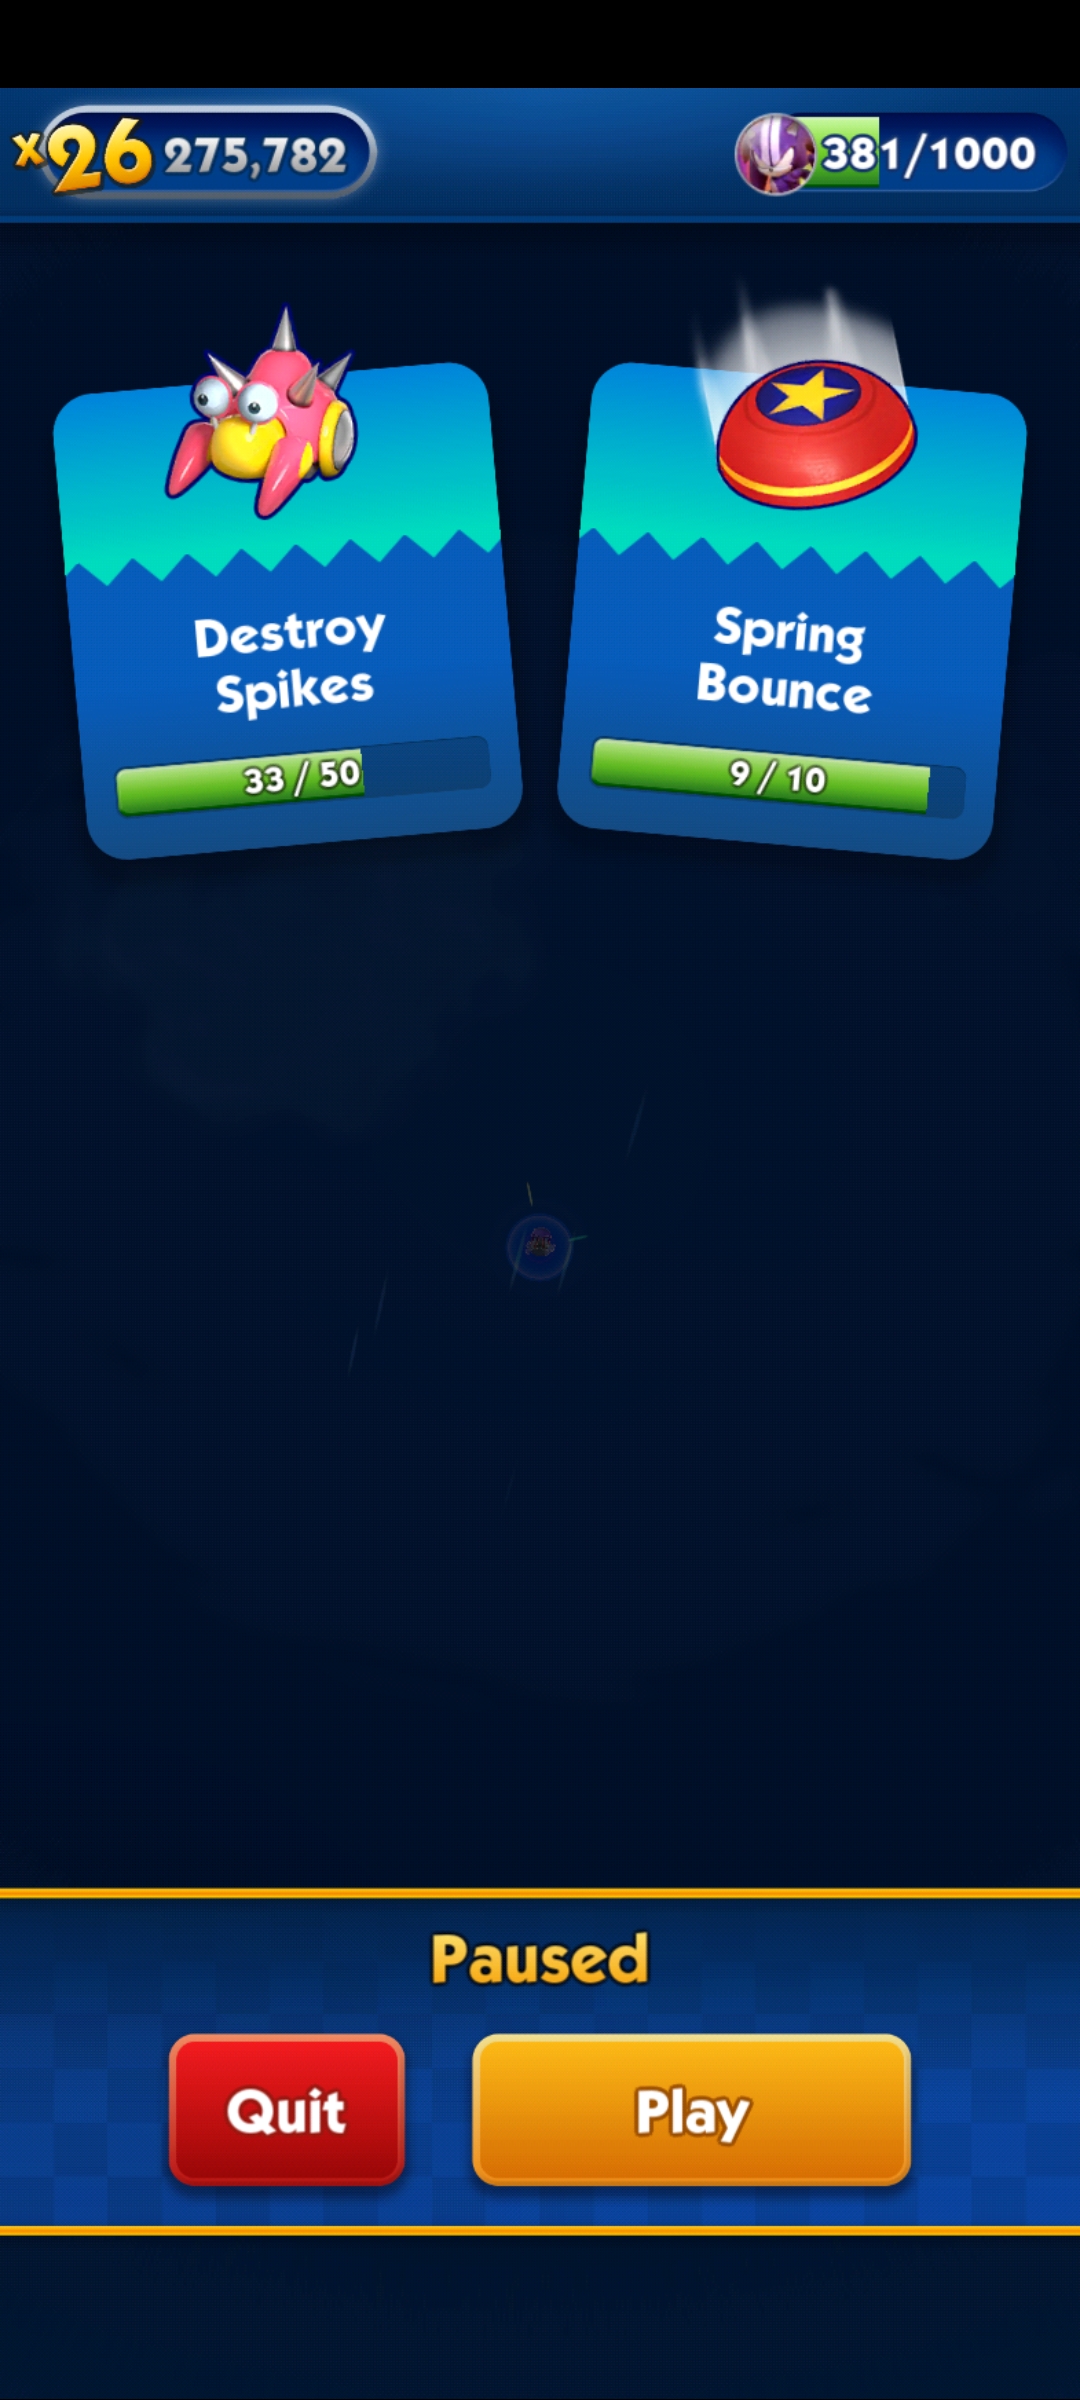 x26 275,782
381/1000
Destroy
Spikes
33 / 50
Spring
Bounce
9 / 10
Paused
Quit
Play